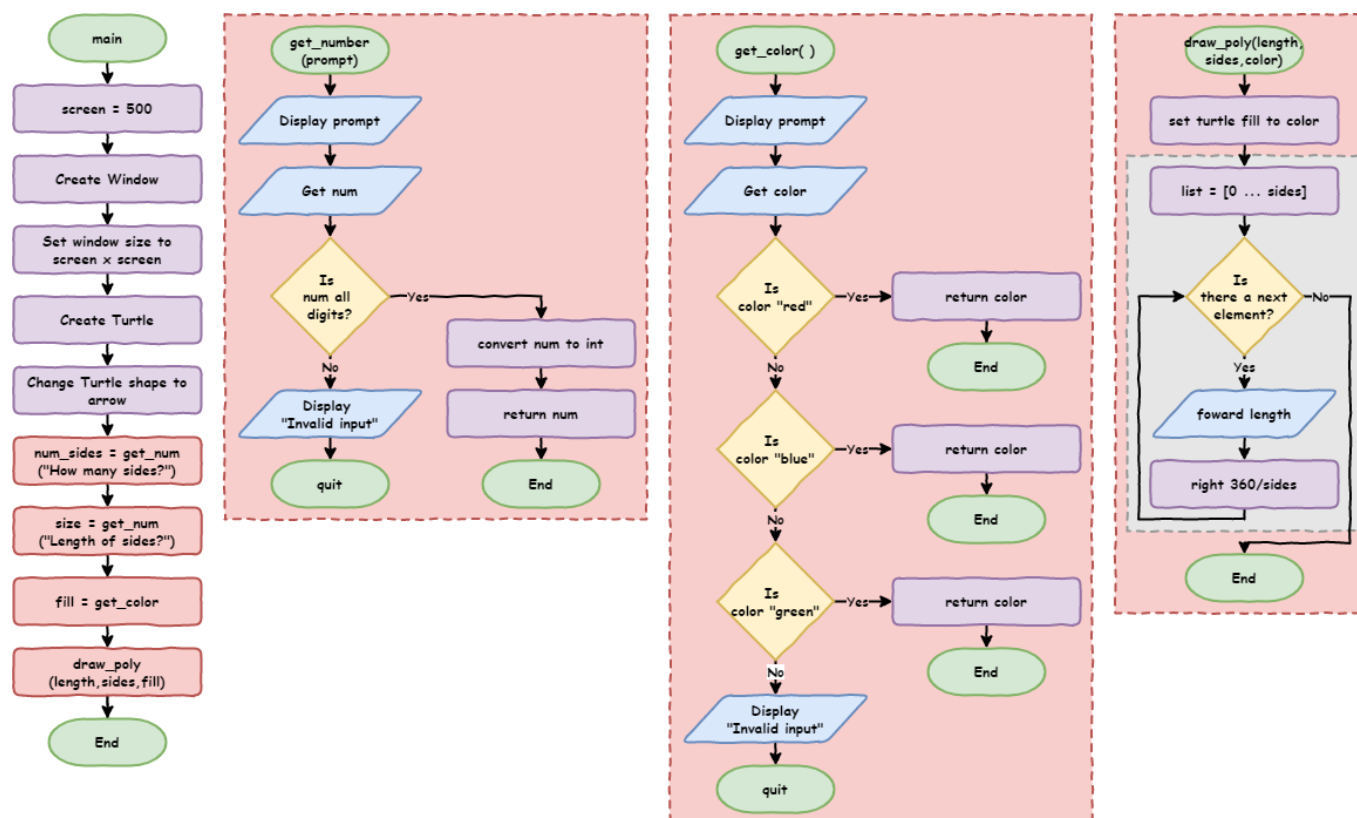 main
screen = 500
Create Window
Set window size to
screen x screen
Create Turtle
Change Turtle shape to
arrow
num_sides = get_num
("How many sides?")
size = get_num
("Length of sides?")
fill = get_color
draw_poly
(length,sides,fill)
End
get_number
(prompt)
Display prompt
Get num
Is
num all
digits?
Yes
convert num to int
return num
End
No
Display
"Invalid input"
quit
get_color( )
Display prompt
Get color
Is
color "red"
Yes
return color
End
No
Is
color "blue"
Yes
return color
End
No
Is
color "green"
Yes
return color
End
No
Display
"Invalid input"
quit
draw_poly(length,
sides,color)
set turtle fill to color
list = [0 ... sides]
Is
there a next
element?
No
Yes
foward length
right 360/sides
End